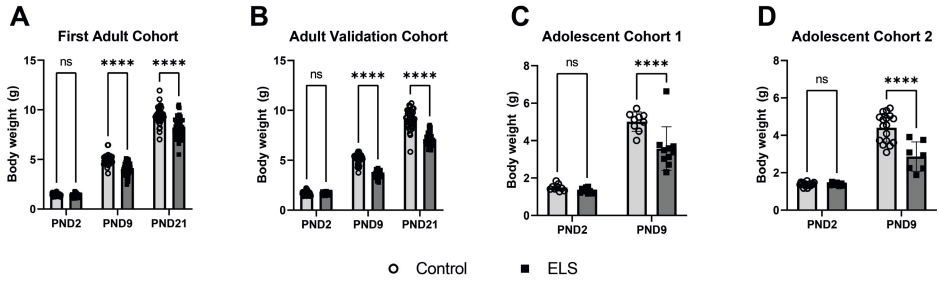 A
First Adult Cohort
Body weight (g)
15
10
5
0
ns
****
****
PND2
PND9
PND21
B
Adult Validation Cohort
Body weight (g)
15
10
5
0
ns
****
****
PND2
PND9
PND21
C
Adolescent Cohort 1
Body weight (g)
8
6
4
2
0
ns
****
PND2
PND9
D
Adolescent Cohort 2
Body weight (g)
8
6
4
2
0
ns
****
PND2
PND9
Control
ELS